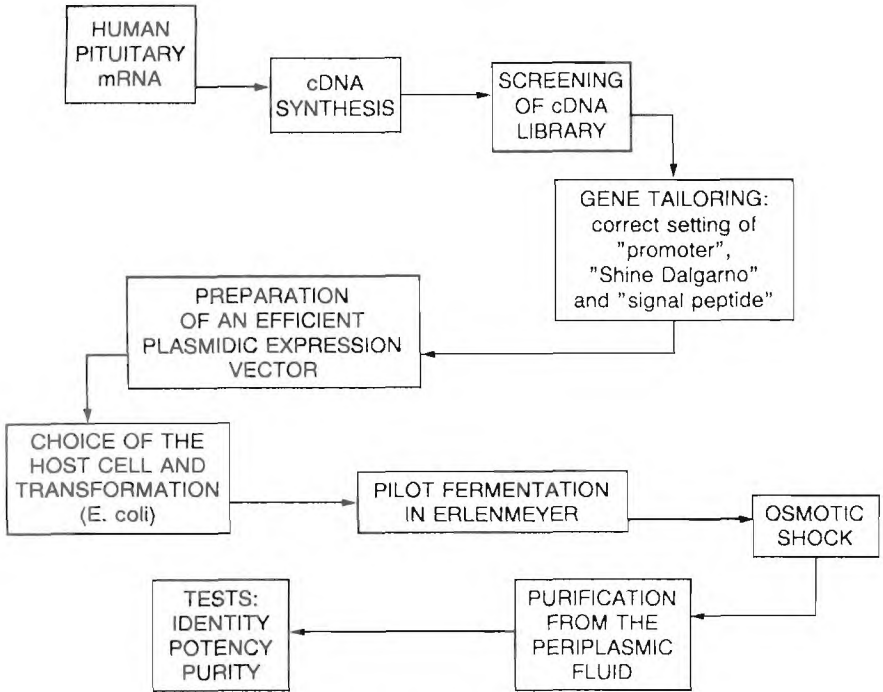 HUMAN
PITUITARY
mRNA
cDNA
SYNTHESIS
SCREENING
OF cDNA
LIBRARY
GENE TAILORING:
correct setting of
"promoter",
"Shine Dalgarno"
and "signal peptide"
PREPARATION
OF AN EFFICIENT
PLASMIDIC EXPRESSION
VECTOR
CHOICE OF THE
HOST CELL AND
TRANSFORMATION
(E. coli)
PILOT FERMENTATION
IN ERLENMEYER
OSMOTIC
SHOCK
PURIFICATION
FROM THE
PERIPLASMIC
FLUID
TESTS:
IDENTITY
POTENCY
PURITY